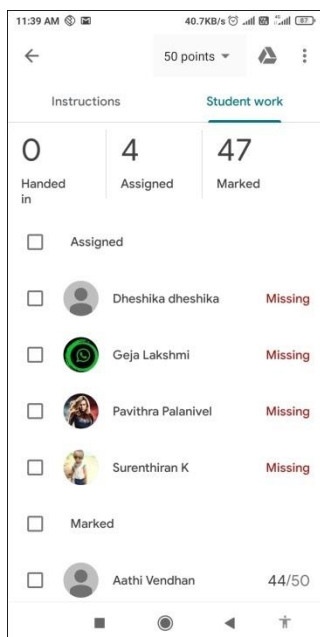 11:39 AM 40.7KB/s 4G 87
50 points
Instructions Student work
0 4 47
Handed in Assigned Marked
Assigned
Dheshika dheshika Missing
Geja Lakshmi Missing
Pavithra Palanivel Missing
Surenthiran K Missing
Marked
Aathi Vendhan 44/50